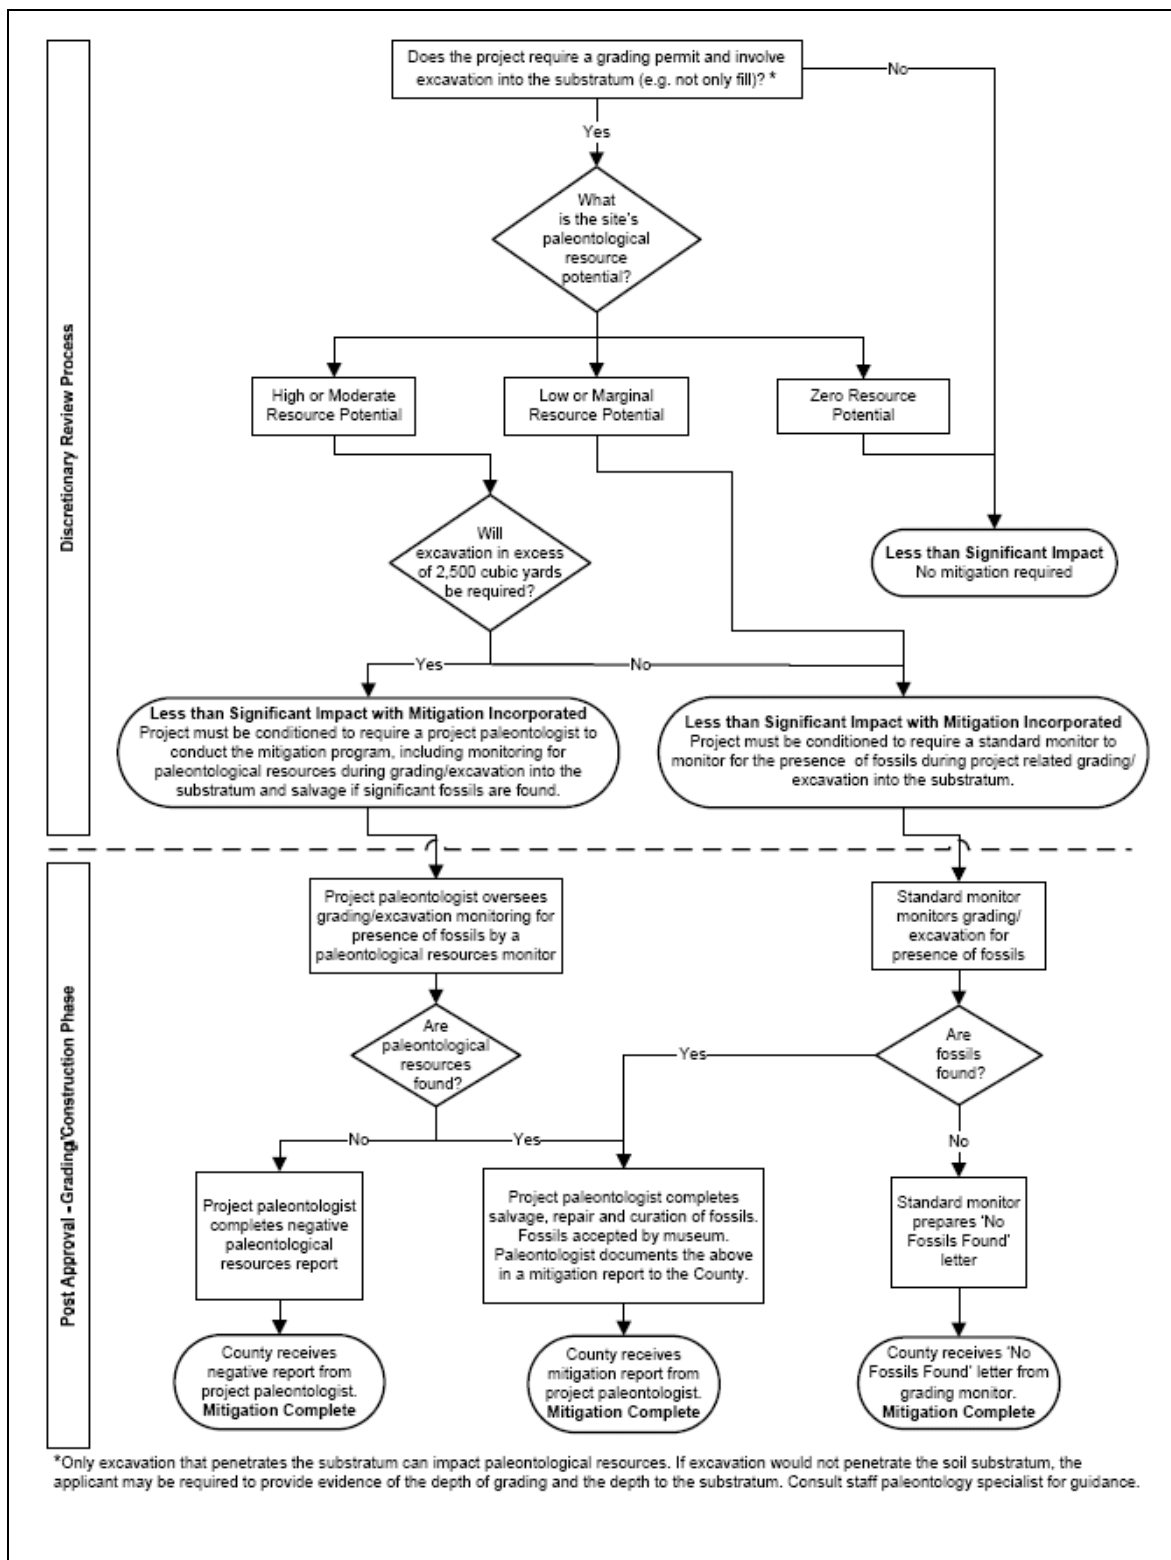 Does the project require a grading permit and involve
excavation into the substratum (e.g. not only fill)? *
No
Yes
What
is the site's
paleontological
resource
potential?
High or Moderate
Resource Potential
Low or Marginal
Resource Potential
Zero Resource
Potential
Discretionary Review Process
Will
excavation in excess
of 2,500 cubic yards
be required?
Less than Significant Impact
No mitigation required
Yes
No
Less than Significant Impact with Mitigation Incorporated
Project must be conditioned to require a project paleontologist to
conduct the mitigation program, including monitoring for
paleontological resources during grading/excavation into the
substratum and salvage if significant fossils are found.
Less than Significant Impact with Mitigation Incorporated
Project must be conditioned to require a standard monitor to
monitor for the presence of fossils during project related grading/
excavation into the substratum.
Post Approval -Grading/Construction Phase
Project paleontologist oversees
grading/excavation monitoring for
presence of fossils by a
paleontological resources monitor
Standard monitor
monitors grading/
excavation for
presence of fossils
Are
paleontological
resources
found?
Yes
Are
fossils
found?
No
Yes
No
Project paleontologist
completes negative
paleontological
resources report
Project paleontologist completes
salvage, repair and curation of fossils.
Fossils accepted by museum.
Paleontologist documents the above
in a mitigation report to the County.
Standard monitor
prepares 'No
Fossils Found'
letter
County receives
negative report from
project paleontologist.
Mitigation Complete
County receives
mitigation report from
project paleontologist.
Mitigation Complete
County receives 'No
Fossils Found' letter from
grading monitor.
Mitigation Complete
*Only excavation that penetrates the substratum can impact paleontological resources. If excavation would not penetrate the soil substratum, the
applicant may be required to provide evidence of the depth of grading and the depth to the substratum. Consult staff paleontology specialist for guidance.